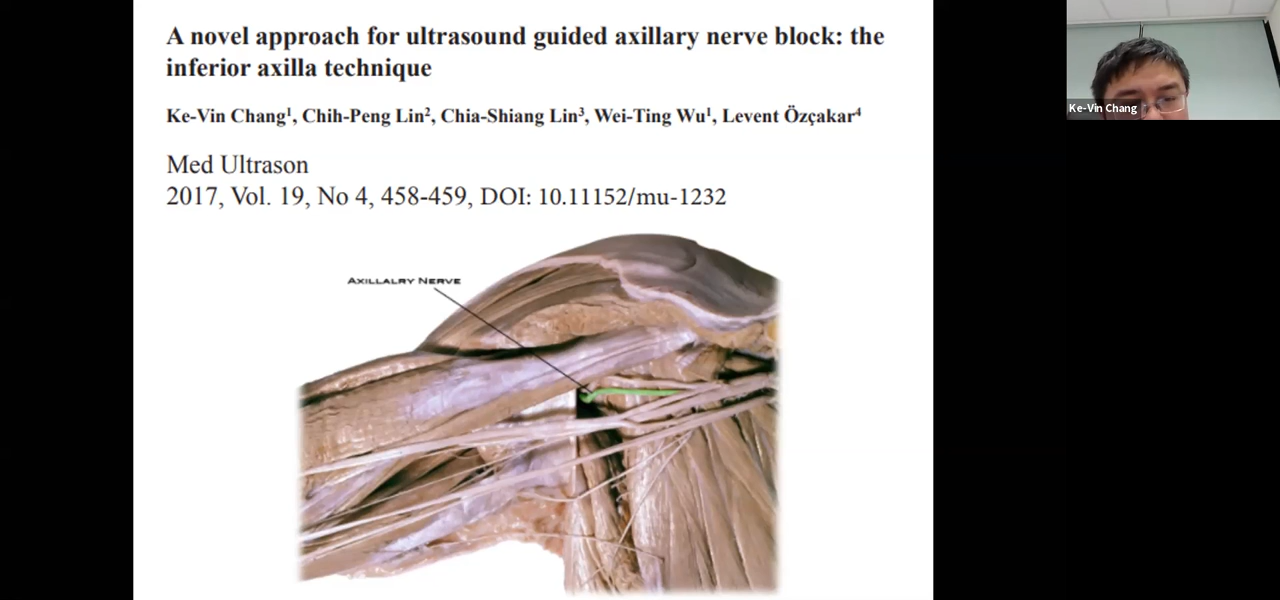 A novel approach for ultrasound guided axillary nerve block: the
inferior axilla technique
Ke-Vin Chang¹, Chih-Peng Lin², Chia-Shiang Lin³, Wei-Ting Wu¹, Levent Özçakar⁴
Med Ultrason
2017, Vol. 19, No 4, 458-459, DOI: 10.11152/mu-1232
AXILLALRY NERVE
Ke-Vin Chang